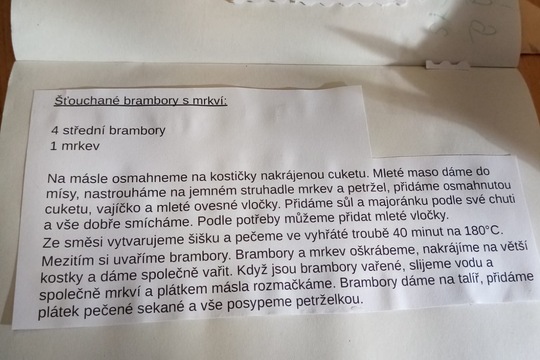 Šťouchané brambory s mrkví:
4 střední brambory
1 mrkev
Na másle osmahneme na kostičky nakrájenou cuketu. Mleté maso dáme do
mísy, nastrouháme na jemném struhadle mrkev a petržel, přidáme osmahnutou
cuketu, vajíčko a mleté ovesné vločky. Přidáme sůl a majoránku podle své chuti
a vše dobře smícháme. Podle potřeby můžeme přidat mleté vločky.
Ze směsi vytvarujeme šišku a pečeme ve vyhřáté troubě 40 minut na 180°C.
Mezitím si uvaříme brambory. Brambory a mrkev oškrábeme, nakrájíme na větší
kostky a dáme společně vařit. Když jsou brambory vařené, slijeme vodu a
společně mrkví a plátkem másla rozmačkáme. Brambory dáme na talíř, přidáme
plátek pečené sekané a vše posypeme petrželkou.